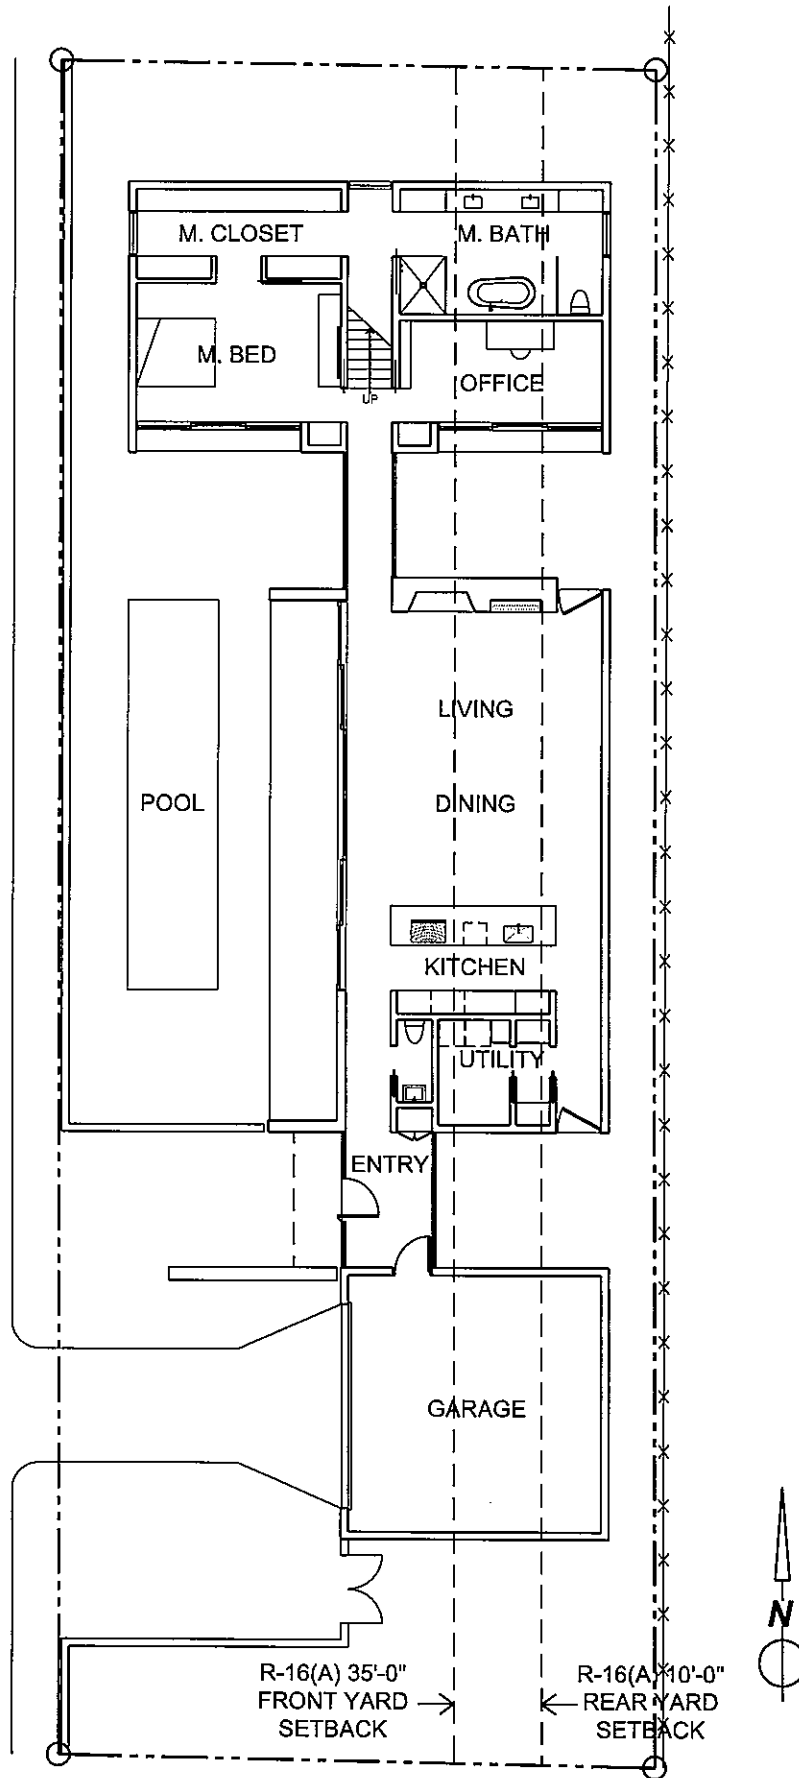 M. CLOSET
M. BATH
M. BED
OFFICE
UP
LIVING
POOL
DINING
KITCHEN
UTILITY
ENTRY
GARAGE
N
R-16(A) 35'-0"
FRONT YARD
SETBACK
R-16(A) 10'-0"
REAR YARD
SETBACK